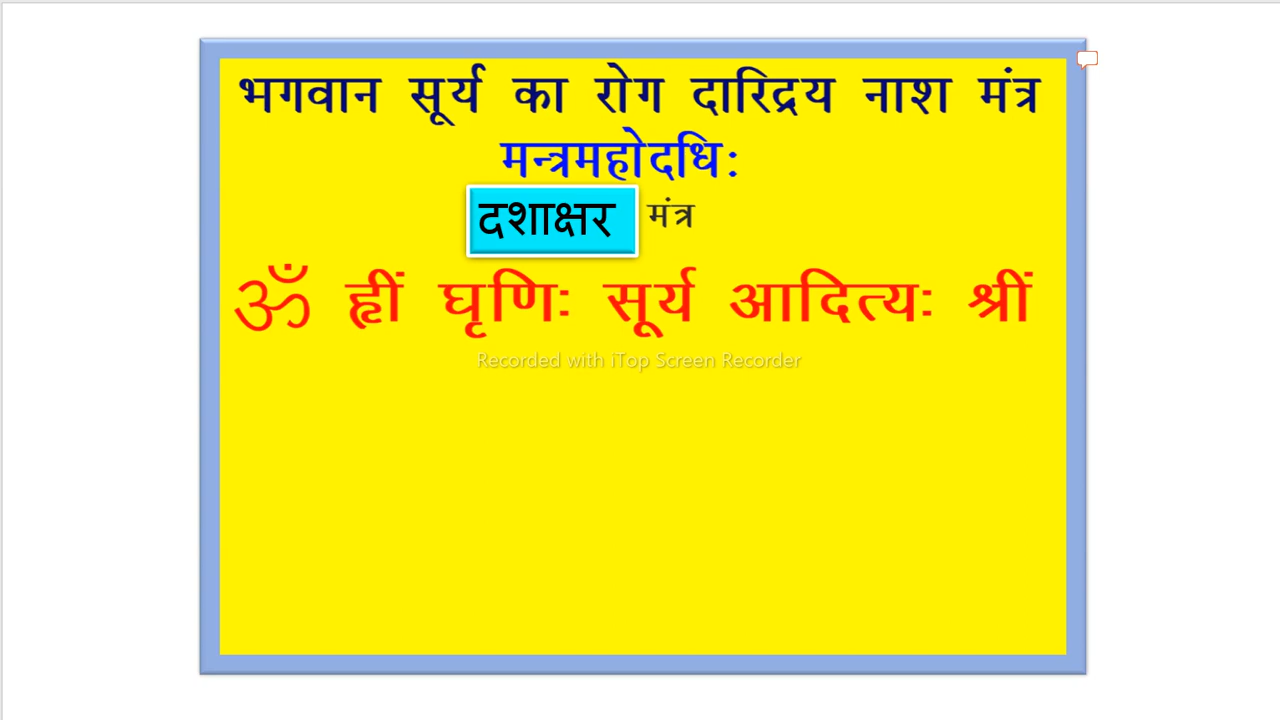 भगवान सूर्य का रोग दारिद्रय नाश मंत्र
मन्त्रमहोदधिः
दशाक्षर मंत्र
ॐ ह्रीं घृणिः सूर्य आदित्यः श्रीं
Recorded with iTop Screen Recorder